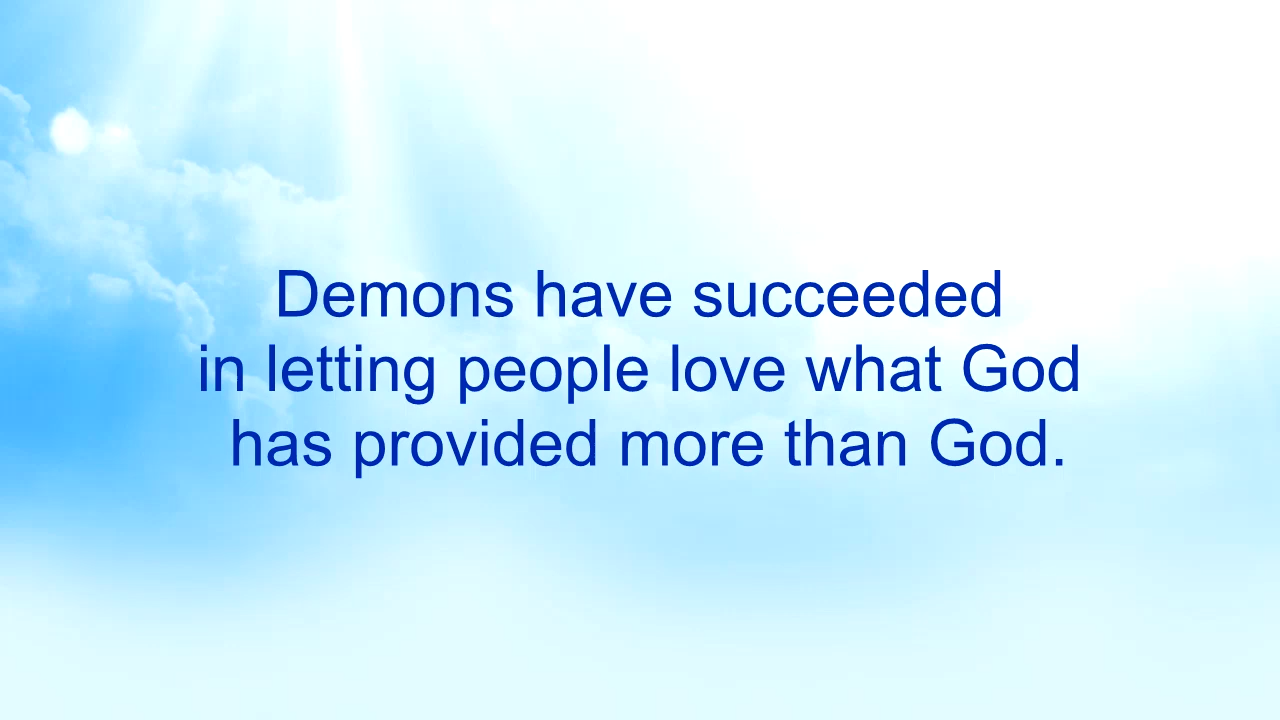 Demons have succeeded
in letting people love what God
has provided more than God.